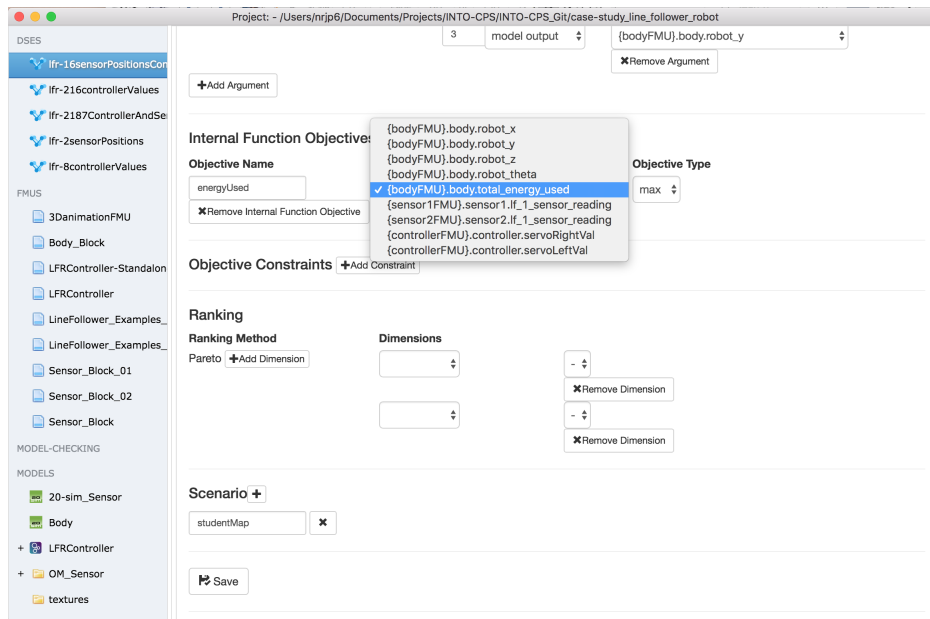 Project: - /Users/nrjp6/Documents/Projects/INTO-CPS/INTO-CPS_Git/case-study_line_follower_robot
DSES
lfr-16sensorPositionsCon
lfr-216controllerValues
lfr-2187ControllerAndSe
lfr-2sensorPositions
lfr-8controllerValues
FMUS
3DanimationFMU
Body_Block
LFRController-Standalon
LFRController
LineFollower_Examples_
LineFollower_Examples_
Sensor_Block_01
Sensor_Block_02
Sensor_Block
MODEL-CHECKING
MODELS
20-sim_Sensor
Body
+ LFRController
+ OM_Sensor
textures
3 model output {bodyFMU}.body.robot_y
✖Remove Argument
+Add Argument
Internal Function Objectives
Objective Name Objective Type
energyUsed max
✖Remove Internal Function Objective
{bodyFMU}.body.robot_x
{bodyFMU}.body.robot_y
{bodyFMU}.body.robot_z
{bodyFMU}.body.robot_theta
✓ {bodyFMU}.body.total_energy_used
{sensor1FMU}.sensor1.lf_1_sensor_reading
{sensor2FMU}.sensor2.lf_1_sensor_reading
{controllerFMU}.controller.servoRightVal
{controllerFMU}.controller.servoLeftVal
Objective Constraints +Add Constraint
Ranking
Ranking Method Dimensions
Pareto +Add Dimension -
✖Remove Dimension
-
✖Remove Dimension
Scenario +
studentMap ✖
Save